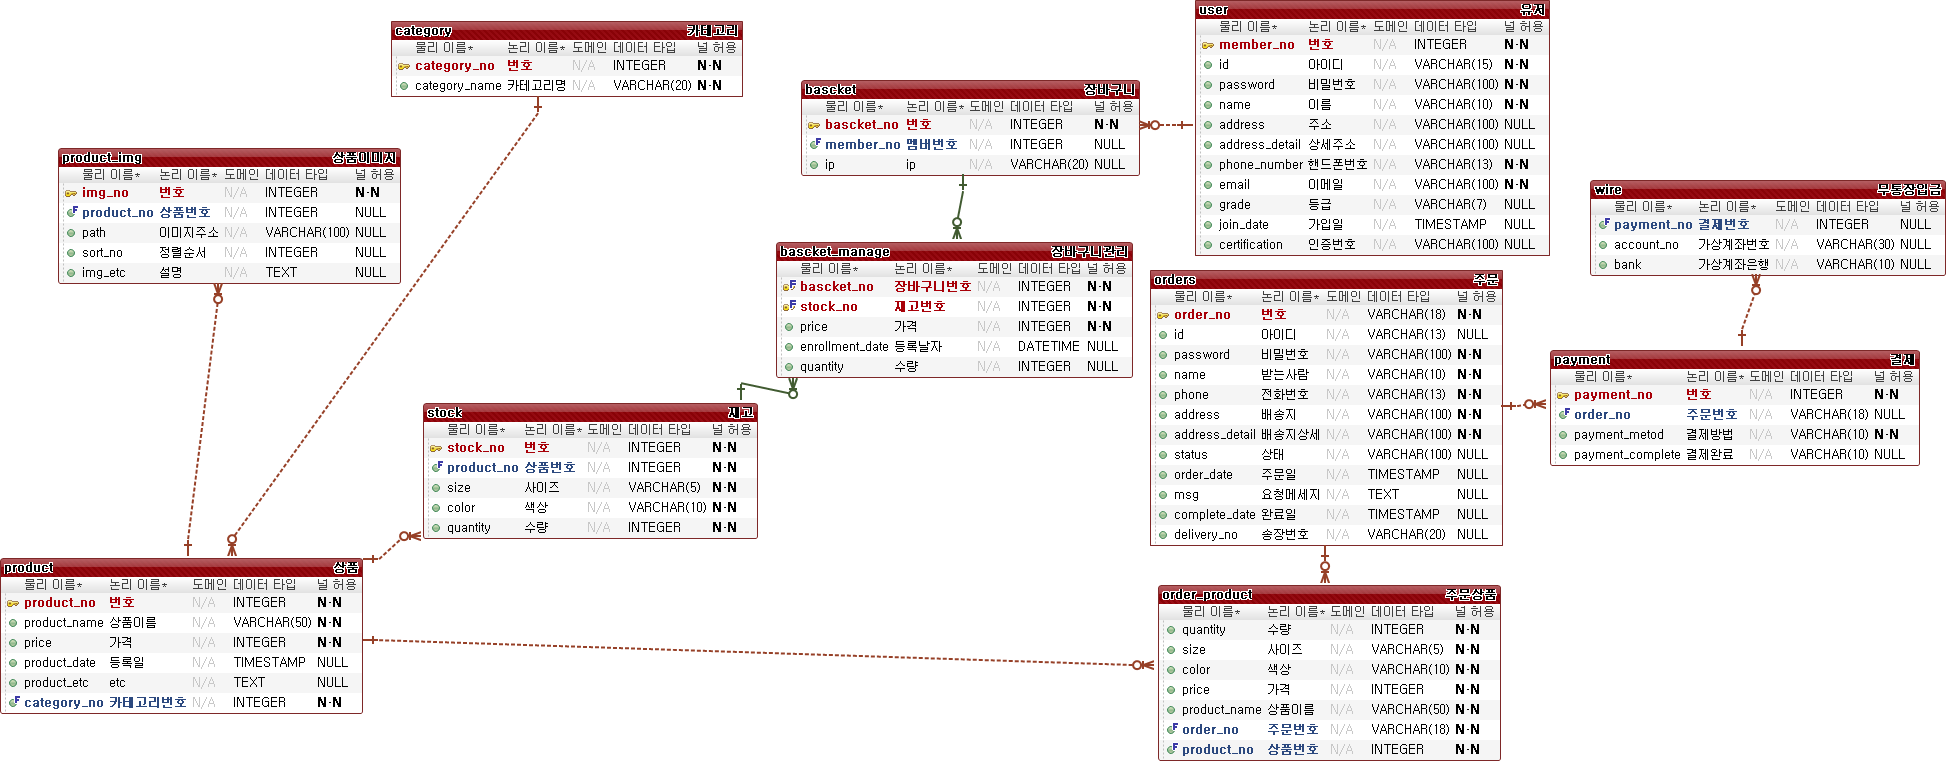 category 카테고리
물리 이름* 논리 이름* 도메인 데이터 타입 널 허용
category_no 번호 N/A INTEGER N-N
category_name 카테고리명 N/A VARCHAR(20) N-N
user 유저
물리 이름* 논리 이름* 도메인 데이터 타입 널 허용
member_no 번호 N/A INTEGER N-N
id 아이디 N/A VARCHAR(15) N-N
password 비밀번호 N/A VARCHAR(100) N-N
name 이름 N/A VARCHAR(10) N-N
address 주소 N/A VARCHAR(100) NULL
address_detail 상세주소 N/A VARCHAR(100) NULL
phone_number 핸드폰번호 N/A VARCHAR(13) N-N
email 이메일 N/A VARCHAR(100) N-N
grade 등급 N/A VARCHAR(7) NULL
join_date 가입일 N/A TIMESTAMP NULL
certification 인증번호 N/A VARCHAR(100) NULL
bascket 장바구니
물리 이름* 논리 이름* 도메인 데이터 타입 널 허용
bascket_no 번호 N/A INTEGER N-N
member_no 멤버번호 N/A INTEGER NULL
ip ip N/A VARCHAR(20) NULL
product_img 상품이미지
물리 이름* 논리 이름* 도메인 데이터 타입 널 허용
img_no 번호 N/A INTEGER N-N
product_no 상품번호 N/A INTEGER NULL
path 이미지주소 N/A VARCHAR(100) NULL
sort_no 정렬순서 N/A INTEGER NULL
img_etc 설명 N/A TEXT NULL
wire 무통장입금
물리 이름* 논리 이름* 도메인 데이터 타입 널 허용
payment_no 결제번호 N/A INTEGER NULL
account_no 가상계좌번호 N/A VARCHAR(30) NULL
bank 가상계좌은행 N/A VARCHAR(10) NULL
bascket_manage 장바구니관리
물리 이름* 논리 이름* 도메인 데이터 타입 널 허용
bascket_no 장바구니번호 N/A INTEGER N-N
stock_no 재고번호 N/A INTEGER N-N
price 가격 N/A INTEGER N-N
enrollment_date 등록날자 N/A DATETIME NULL
quantity 수량 N/A INTEGER NULL
orders 주문
물리 이름* 논리 이름* 도메인 데이터 타입 널 허용
order_no 번호 N/A VARCHAR(18) N-N
id 아이디 N/A VARCHAR(13) NULL
password 비밀번호 N/A VARCHAR(100) N-N
name 받는사람 N/A VARCHAR(10) N-N
phone 전화번호 N/A VARCHAR(13) N-N
address 배송지 N/A VARCHAR(100) N-N
address_detail 배송지상세 N/A VARCHAR(100) N-N
status 상태 N/A VARCHAR(100) NULL
order_date 주문일 N/A TIMESTAMP NULL
msg 요청메세지 N/A TEXT NULL
complete_date 완료일 N/A TIMESTAMP NULL
delivery_no 송장번호 N/A VARCHAR(20) NULL
payment 결제
물리 이름* 논리 이름* 도메인 데이터 타입 널 허용
payment_no 번호 N/A INTEGER N-N
order_no 주문번호 N/A VARCHAR(18) NULL
payment_metod 결제방법 N/A VARCHAR(10) N-N
payment_complete 결제완료 N/A VARCHAR(10) NULL
stock 재고
물리 이름* 논리 이름* 도메인 데이터 타입 널 허용
stock_no 번호 N/A INTEGER N-N
product_no 상품번호 N/A INTEGER N-N
size 사이즈 N/A VARCHAR(5) N-N
color 색상 N/A VARCHAR(10) N-N
quantity 수량 N/A INTEGER N-N
product 상품
물리 이름* 논리 이름* 도메인 데이터 타입 널 허용
product_no 번호 N/A INTEGER N-N
product_name 상품이름 N/A VARCHAR(50) N-N
price 가격 N/A INTEGER N-N
product_date 등록일 N/A TIMESTAMP NULL
product_etc etc N/A TEXT NULL
category_no 카테고리번호 N/A INTEGER N-N
order_product 주문상품
물리 이름* 논리 이름* 도메인 데이터 타입 널 허용
quantity 수량 N/A INTEGER N-N
size 사이즈 N/A VARCHAR(5) N-N
color 색상 N/A VARCHAR(10) N-N
price 가격 N/A INTEGER N-N
product_name 상품이름 N/A VARCHAR(50) N-N
order_no 주문번호 N/A VARCHAR(18) N-N
product_no 상품번호 N/A INTEGER N-N